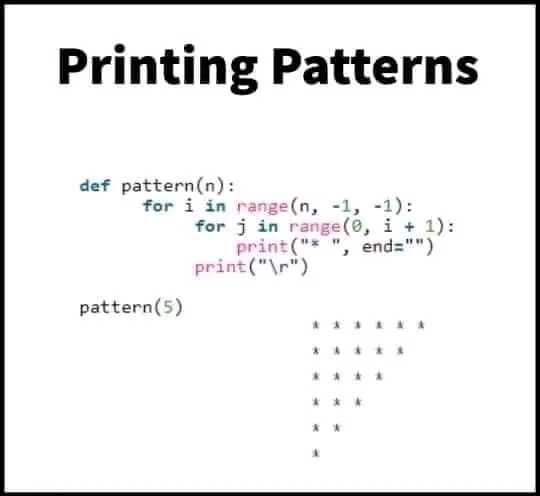 Printing Patterns
def pattern(n):
    for i in range(n, -1, -1):
        for j in range(0, i + 1):
            print("* ", end="")
        print("\r")
pattern(5)
* * * * * *
* * * * *
* * * *
* * *
* *
*